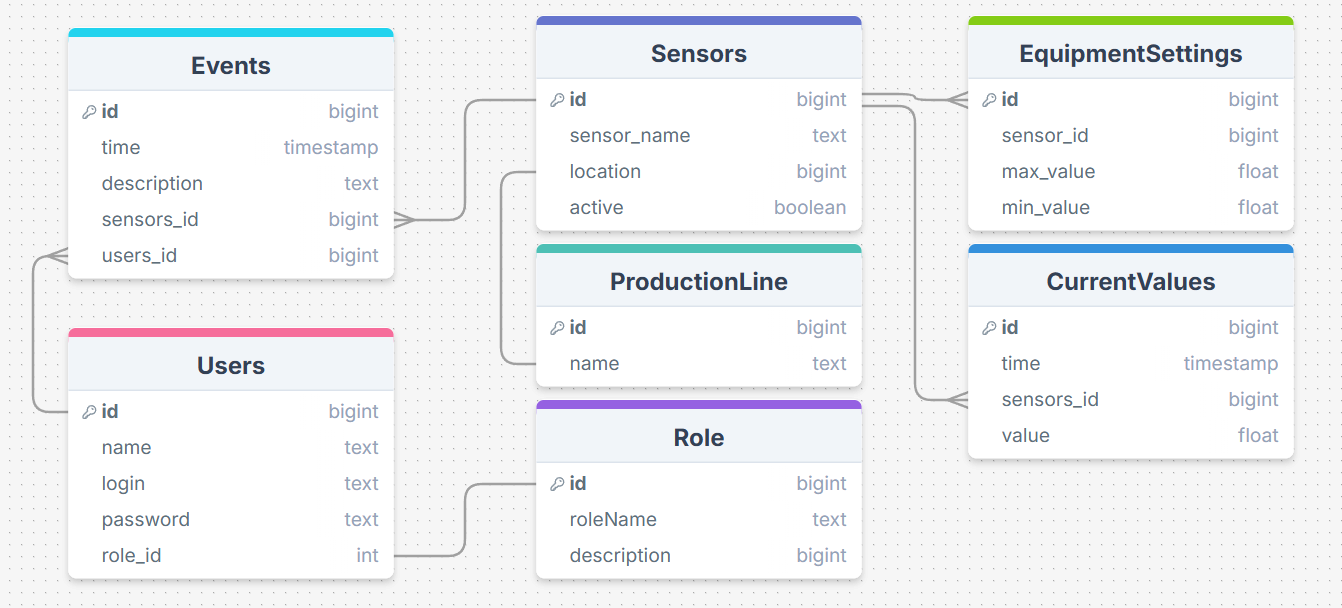 Events
id bigint
time timestamp
description text
sensors_id bigint
users_id bigint
Users
id bigint
name text
login text
password text
role_id int
Sensors
id bigint
sensor_name text
location bigint
active boolean
ProductionLine
id bigint
name text
Role
id bigint
roleName text
description bigint
EquipmentSettings
id bigint
sensor_id bigint
max_value float
min_value float
CurrentValues
id bigint
time timestamp
sensors_id bigint
value float